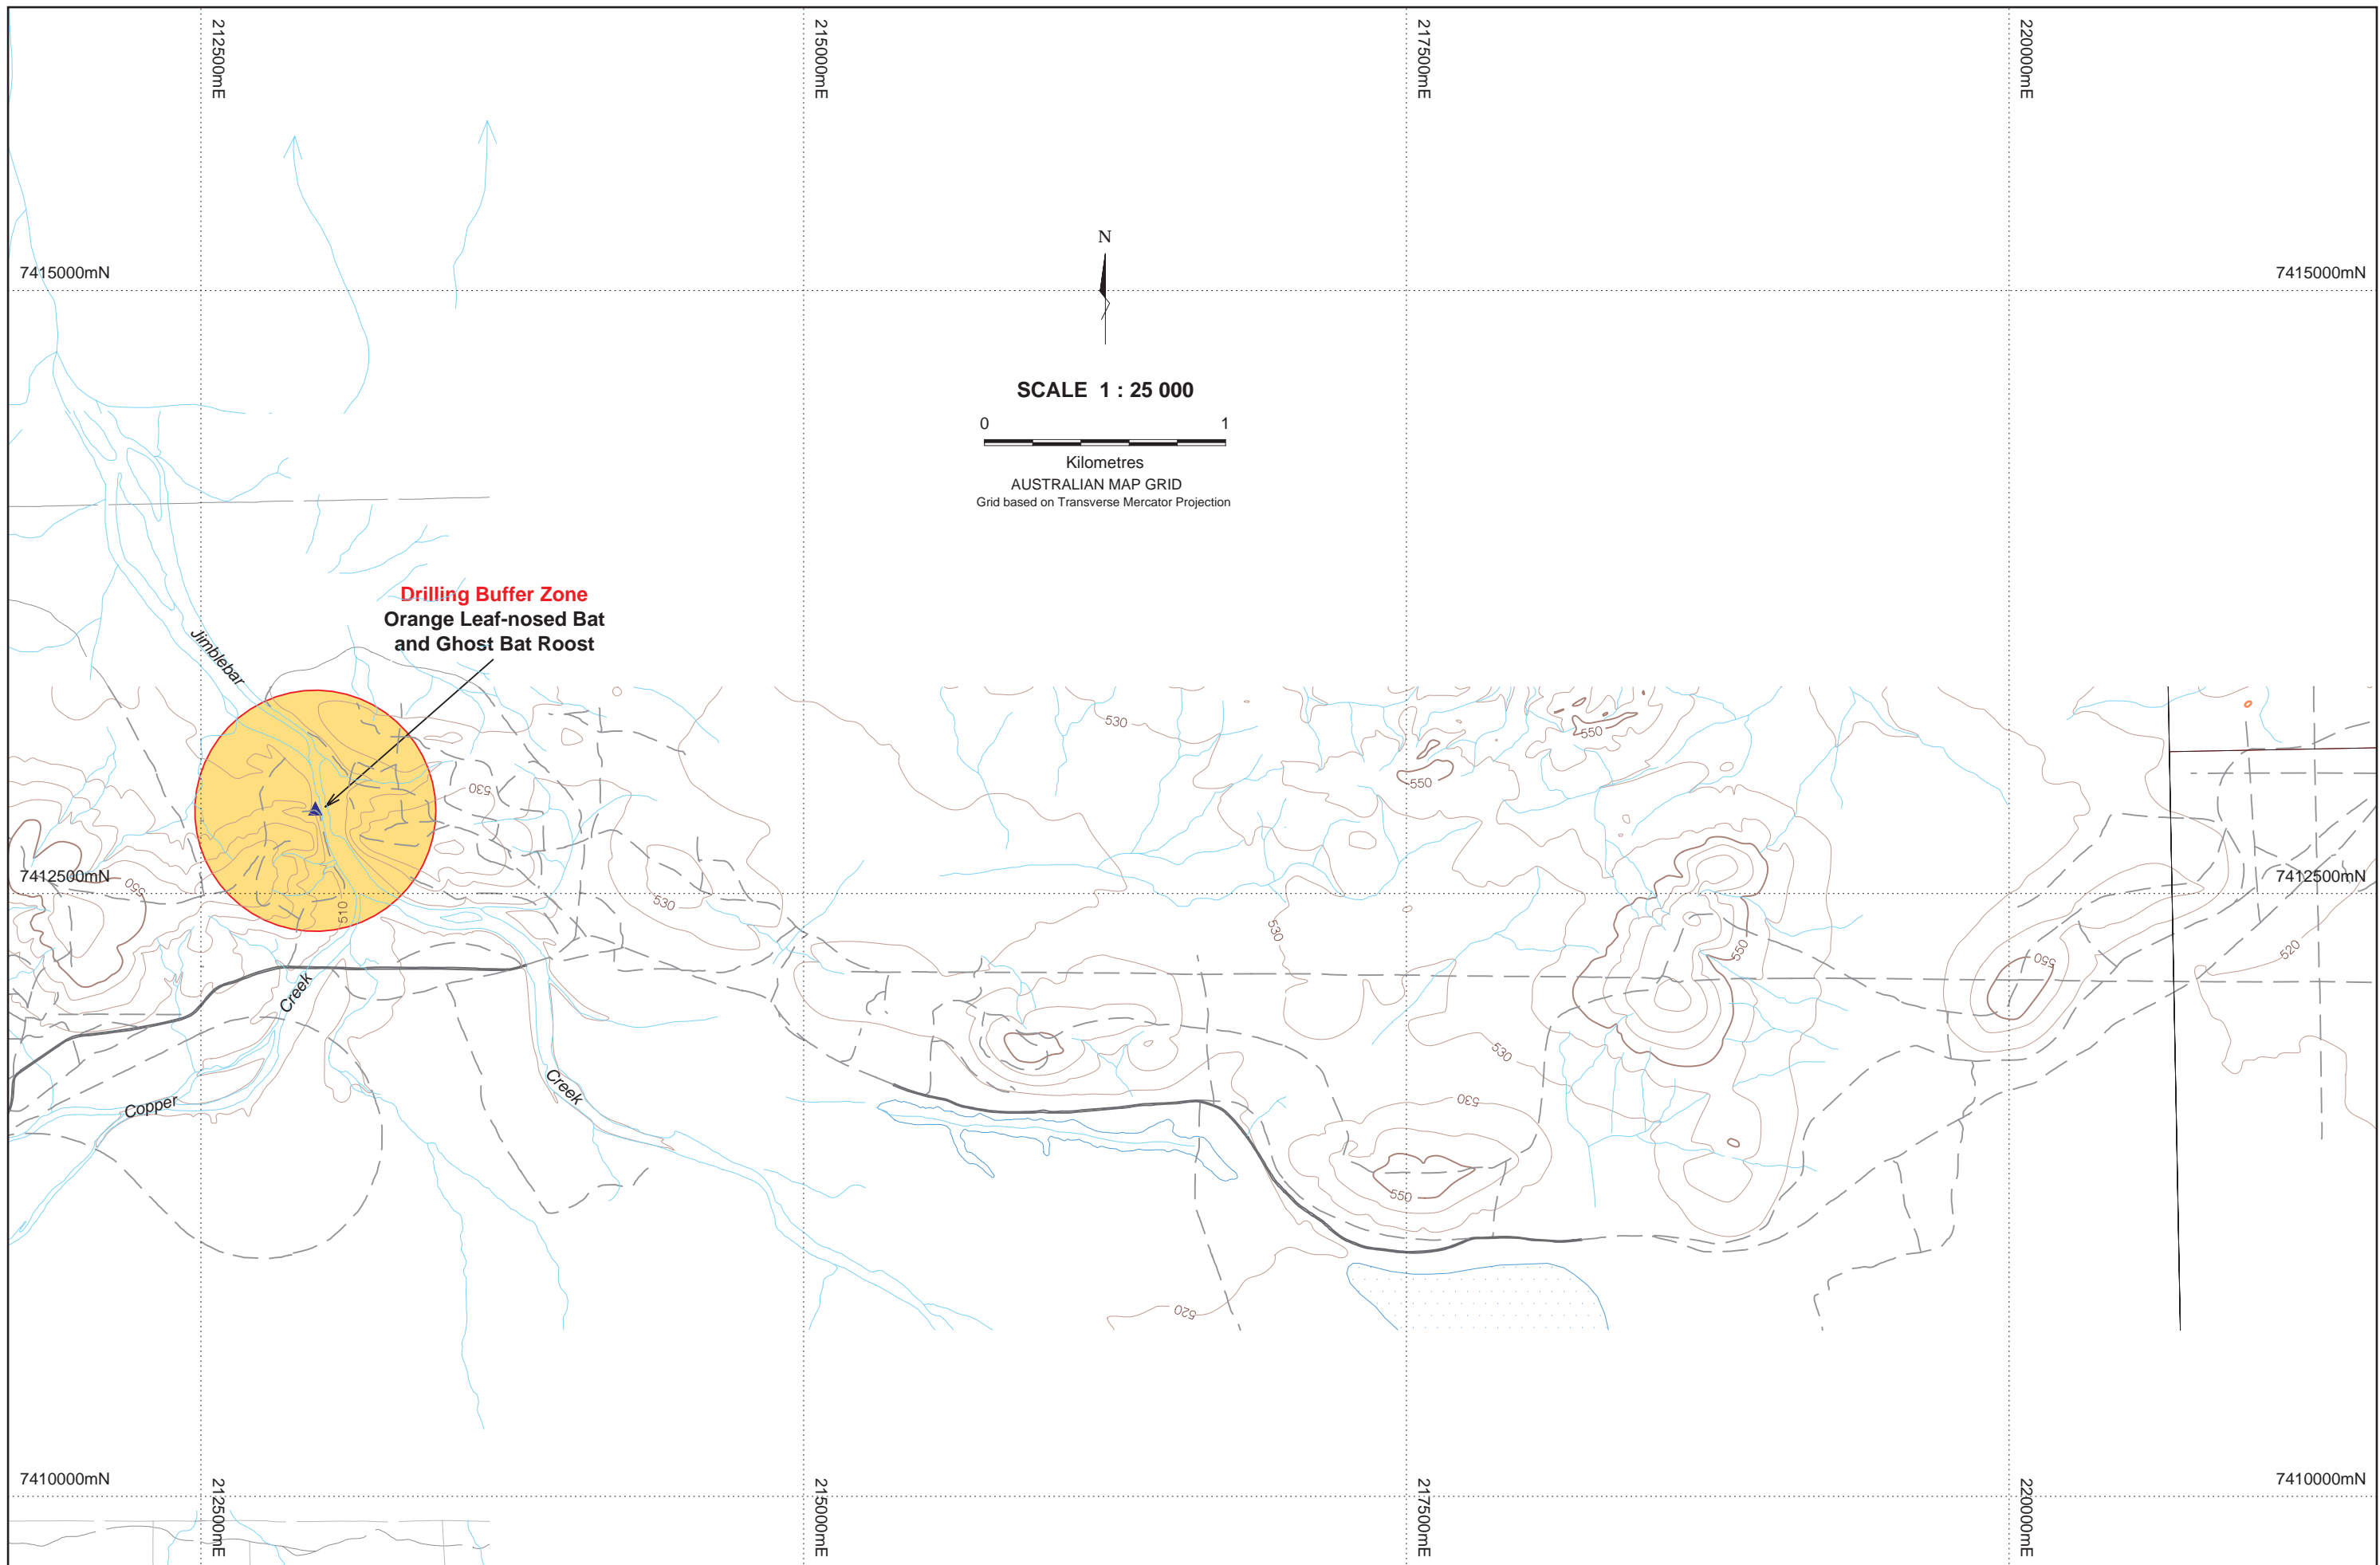 212500mE
215000mE
217500mE
220000mE
N
7415000mN
7415000mN
SCALE 1 : 25 000
0 1
Kilometres
AUSTRALIAN MAP GRID
Grid based on Transverse Mercator Projection
Drilling Buffer Zone
Orange Leaf-nosed Bat
and Ghost Bat Roost
Jimblebar
530
550
550
530
7412500mN
7412500mN
550
530
510
530
550
520
550
Creek
530
Creek
Copper
530
550
520
7410000mN
7410000mN
212500mE
215000mE
217500mE
220000mE